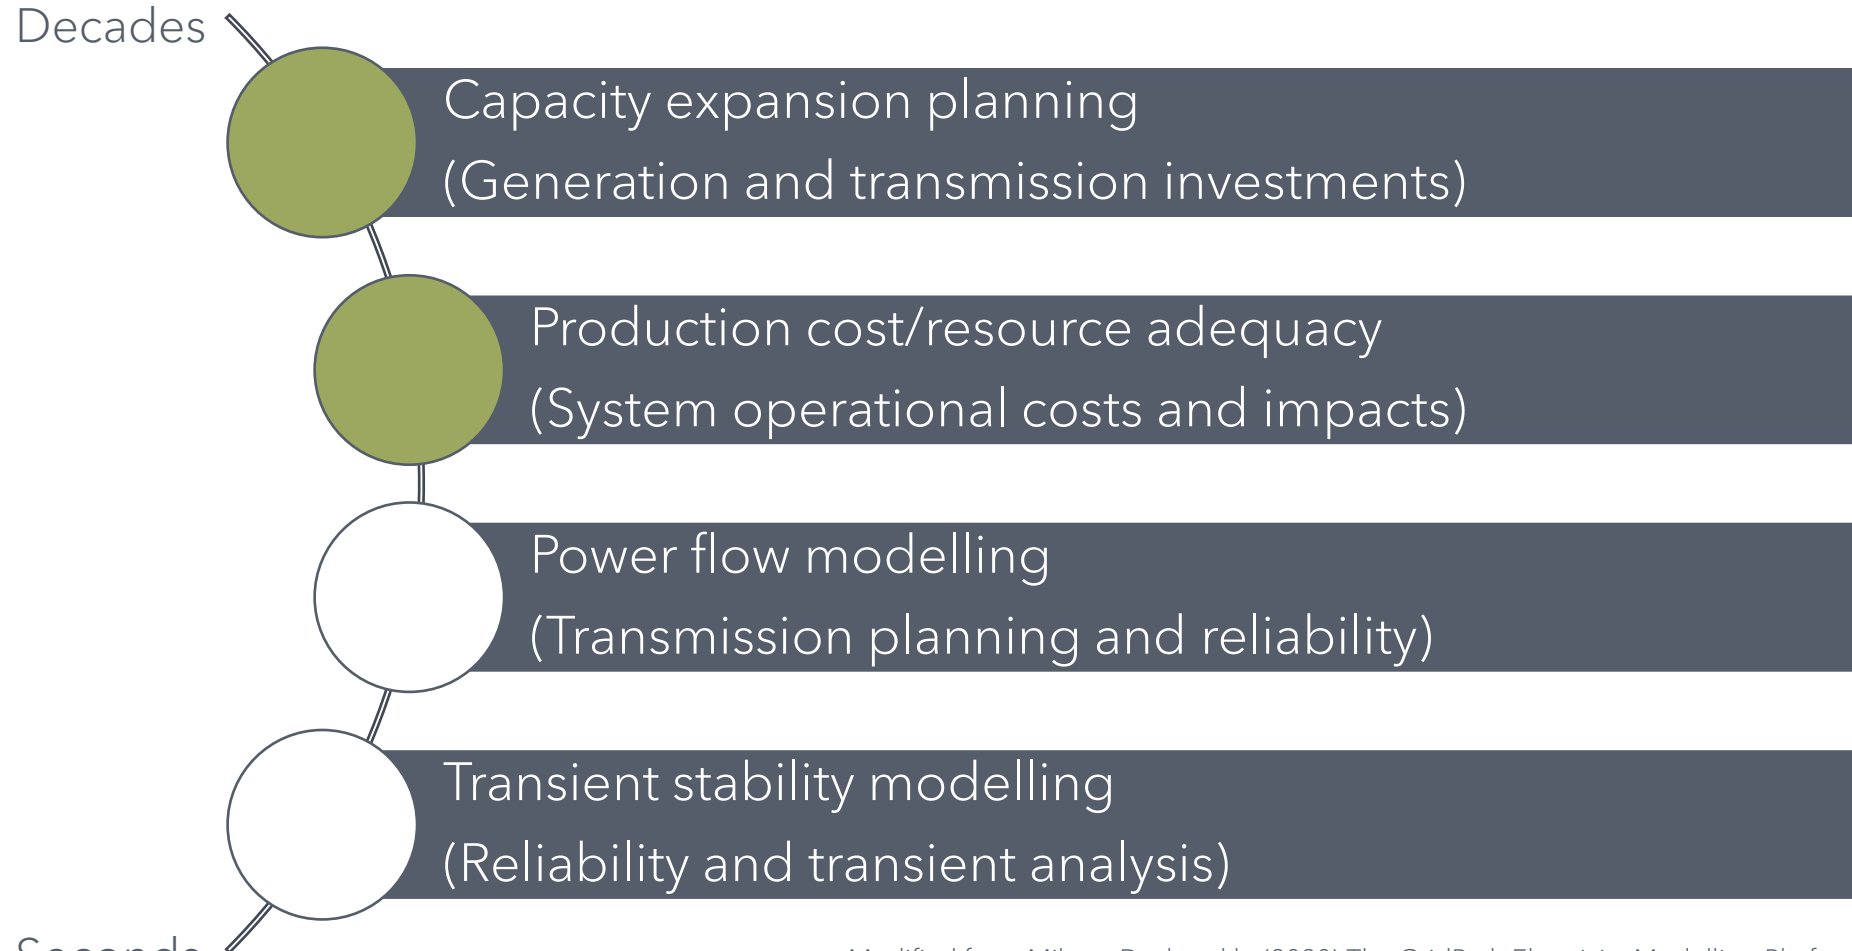 Decades
Capacity expansion planning
(Generation and transmission investments)
Production cost/resource adequacy
(System operational costs and impacts)
Power flow modelling
(Transmission planning and reliability)
Transient stability modelling
(Reliability and transient analysis)
Seconds